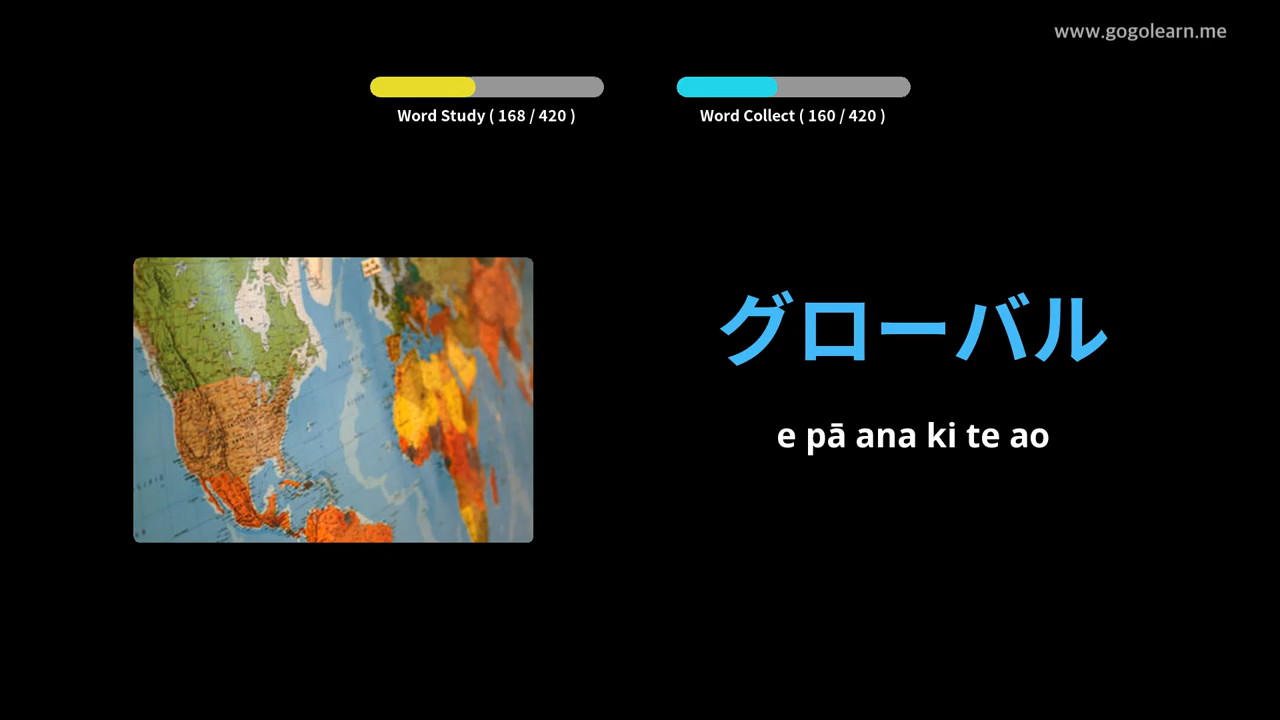 www.gogolearn.me
Word Study ( 168 / 420 )
Word Collect ( 160 / 420 )
グローバル
e pā ana ki te ao